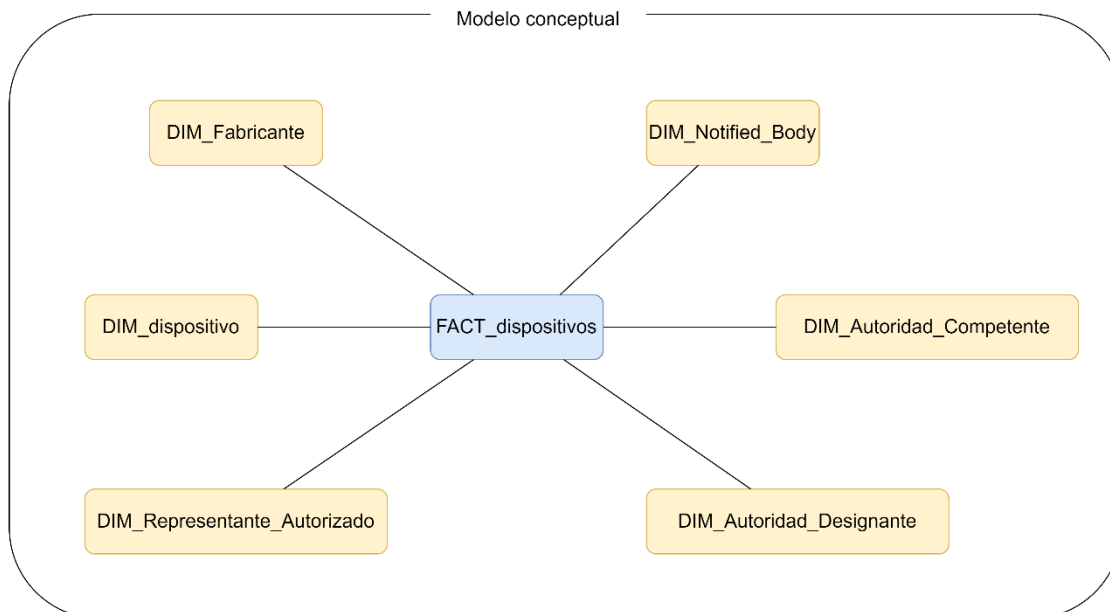 Modelo conceptual
DIM_Fabricante
DIM_Notified_Body
DIM_dispositivo
FACT_dispositivos
DIM_Autoridad_Competente
DIM_Representante_Autorizado
DIM_Autoridad_Designante